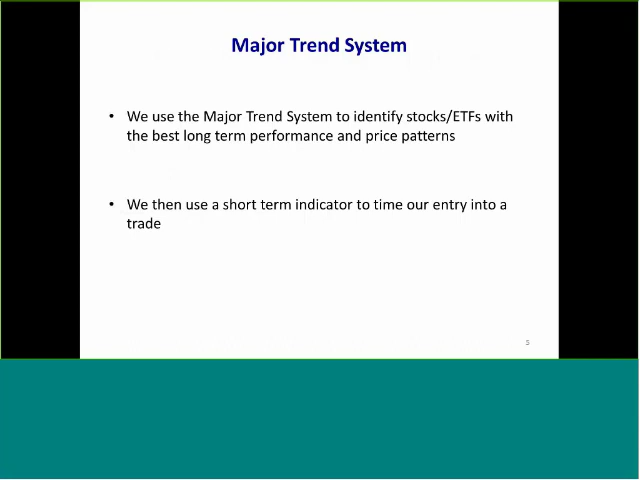 Major Trend System
• We use the Major Trend System to identify stocks/ETFs with
the best long term performance and price patterns
• We then use a short term indicator to time our entry into a
trade
5